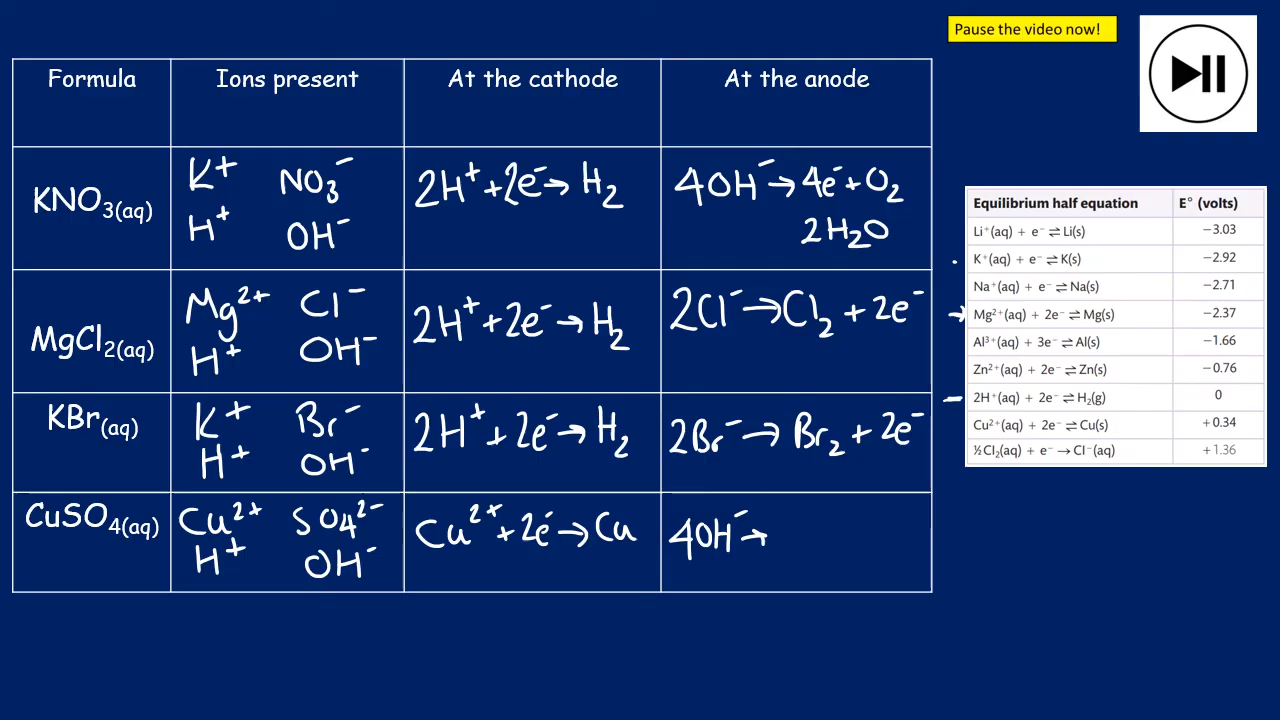 Pause the video now!
Formula Ions present At the cathode At the anode
KNO₃(aq) K⁺ NO₃⁻ 2H⁺ + 2e⁻ → H₂ 4OH⁻ → 4e⁻ + O₂
H⁺ OH⁻ 2H₂O
MgCl₂(aq) Mg²⁺ Cl⁻ 2H⁺ + 2e⁻ → H₂ 2Cl⁻ → Cl₂ + 2e⁻
H⁺ OH⁻
KBr(aq) K⁺ Br⁻ 2H⁺ + 2e⁻ → H₂ 2Br⁻ → Br₂ + 2e⁻
H⁺ OH⁻
CuSO₄(aq) Cu²⁺ SO₄²⁻ Cu²⁺ + 2e⁻ → Cu 4OH⁻ →
H⁺ OH⁻
Equilibrium half equation E° (volts)
Li⁺(aq) + e⁻ ⇌ Li(s) −3.03
K⁺(aq) + e⁻ ⇌ K(s) −2.92
Na⁺(aq) + e⁻ ⇌ Na(s) −2.71
Mg²⁺(aq) + 2e⁻ ⇌ Mg(s) −2.37
Al³⁺(aq) + 3e⁻ ⇌ Al(s) −1.66
Zn²⁺(aq) + 2e⁻ ⇌ Zn(s) −0.76
2H⁺(aq) + 2e⁻ ⇌ H₂(g) 0
Cu²⁺(aq) + 2e⁻ ⇌ Cu(s) +0.34
½Cl₂(aq) + e⁻ → Cl⁻(aq) +1.36